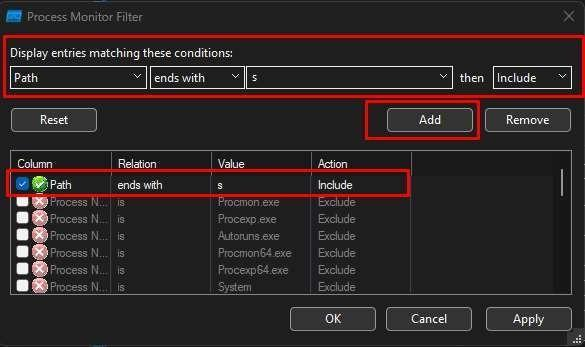 Process Monitor Filter
Display entries matching these conditions:
Path ends with s then Include
Reset Add Remove
Column Relation Value Action
Path ends with s Include
Process N... is Procmon.exe Exclude
Process N... is Procexp.exe Exclude
Process N... is Autoruns.exe Exclude
Process N... is Procmon64.exe Exclude
Process N... is Procexp64.exe Exclude
Process N... is System Exclude
OK Cancel Apply